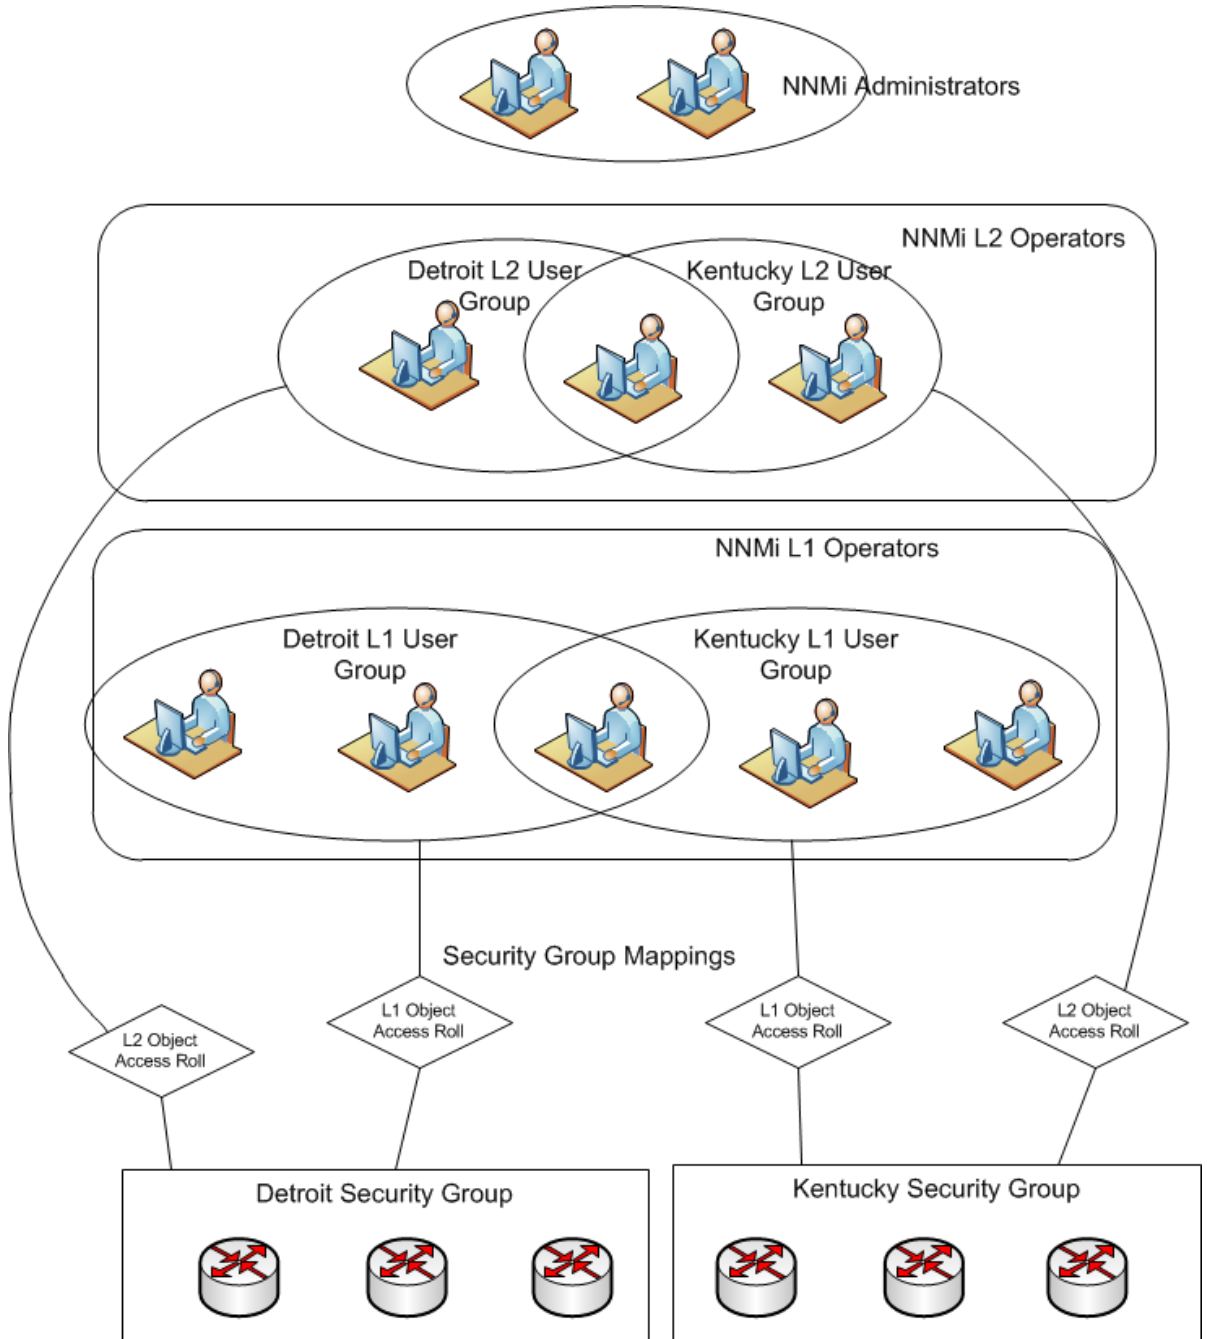 NNMi Administrators
NNMi L2 Operators
Detroit L2 User
Group
Kentucky L2 User
Group
NNMi L1 Operators
Detroit L1 User
Group
Kentucky L1 User
Group
Security Group Mappings
L2 Object
Access Roll
L1 Object
Access Roll
L1 Object
Access Roll
L2 Object
Access Roll
Detroit Security Group
Kentucky Security Group